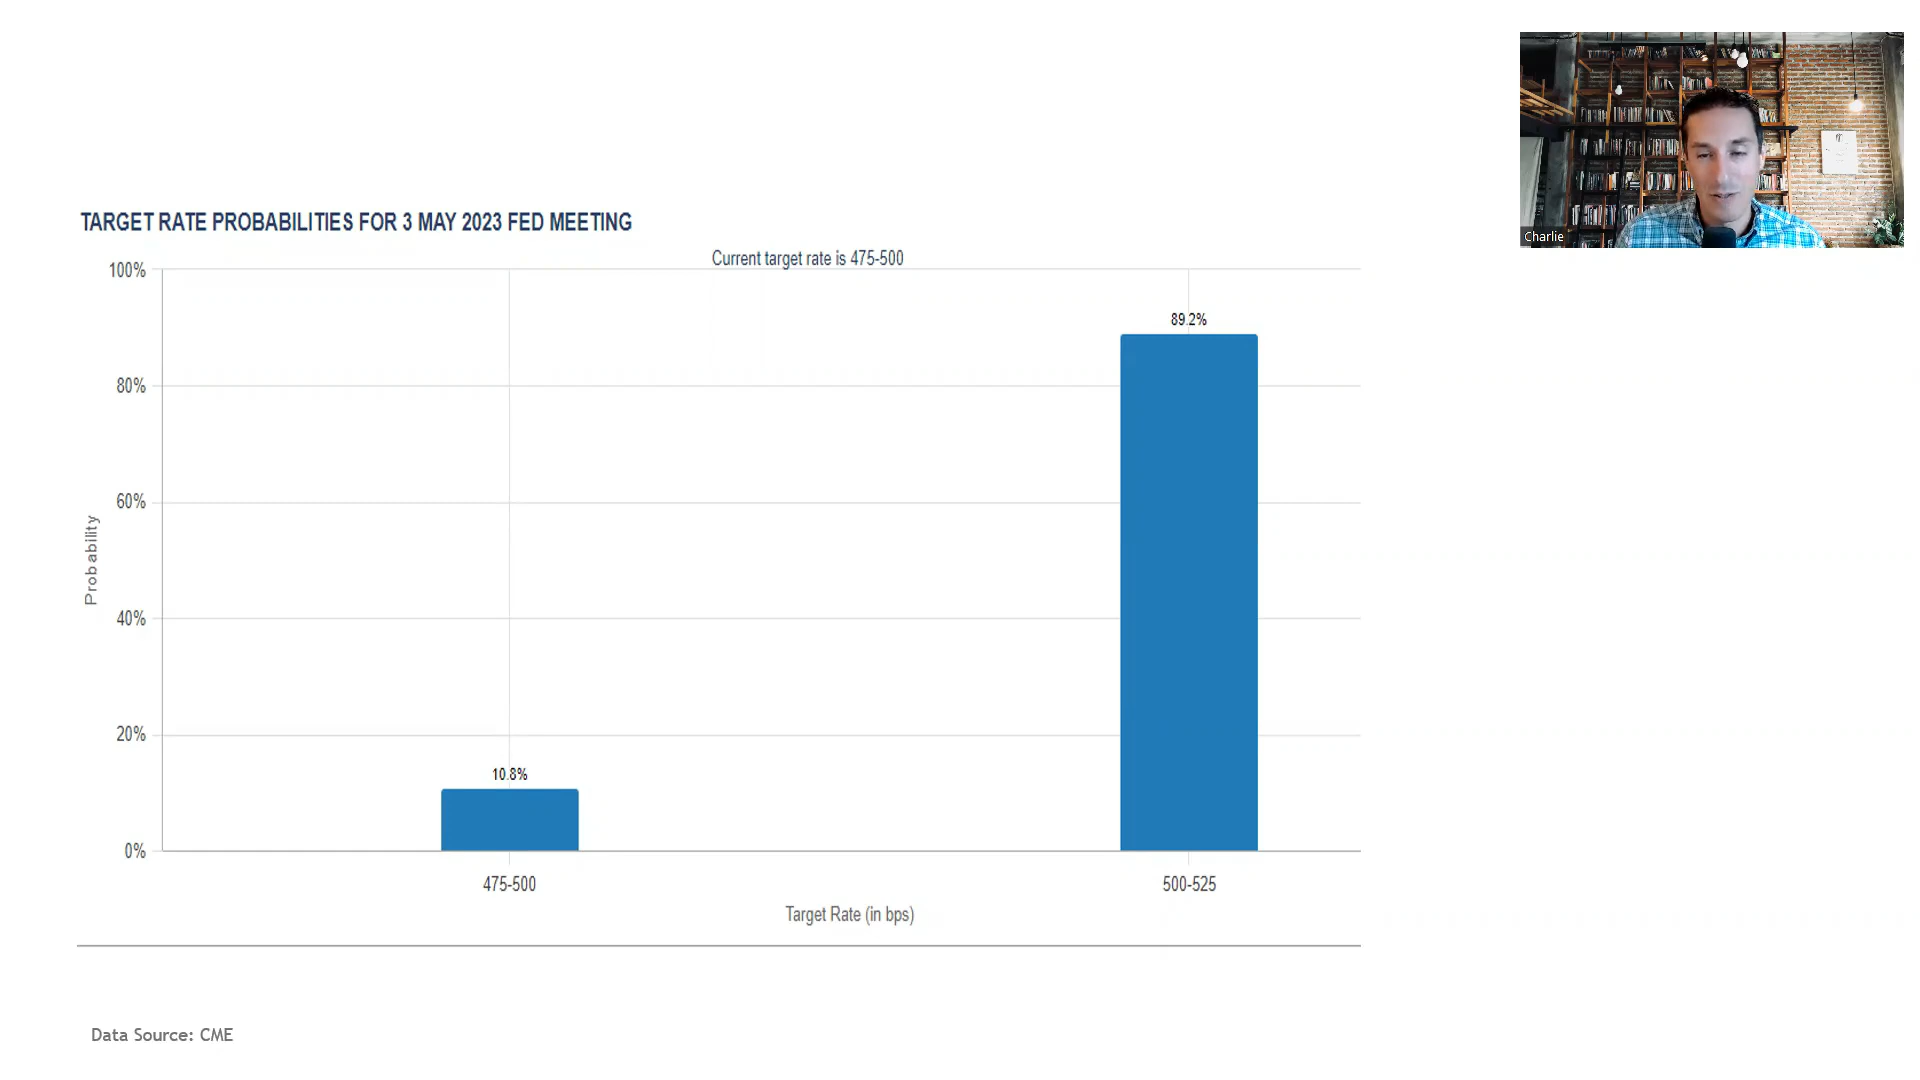 Charlie
TARGET RATE PROBABILITIES FOR 3 MAY 2023 FED MEETING
Current target rate is 475-500
100%
89.2%
80%
60%
Probability
40%
20%
10.8%
0%
475-500
500-525
Target Rate (in bps)
Data Source: CME